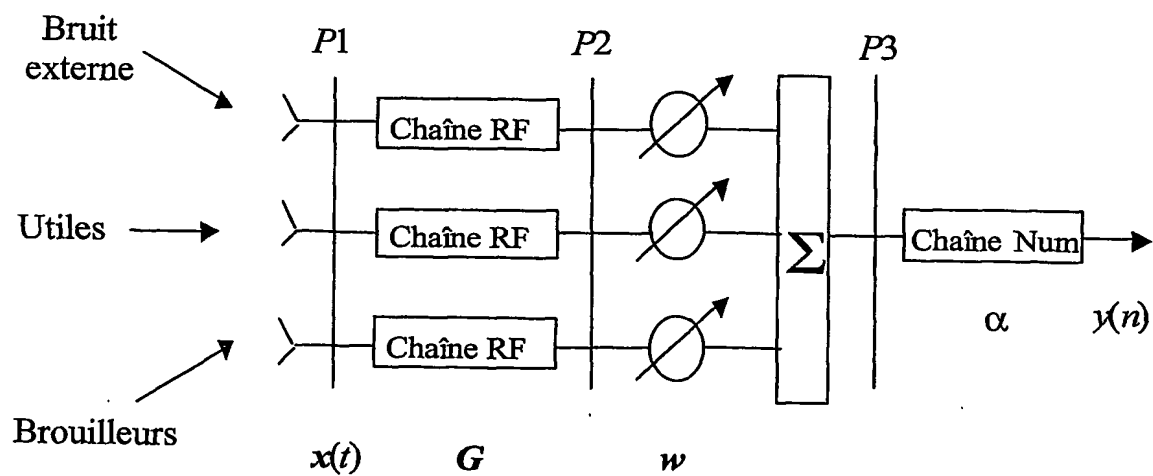 Bruit
externe
P1
P2
P3
Chaîne RF
Utiles
Chaîne RF
Σ
Chaîne Num
Chaîne RF
Brouilleurs
x(t)
G
w
α
y(n)